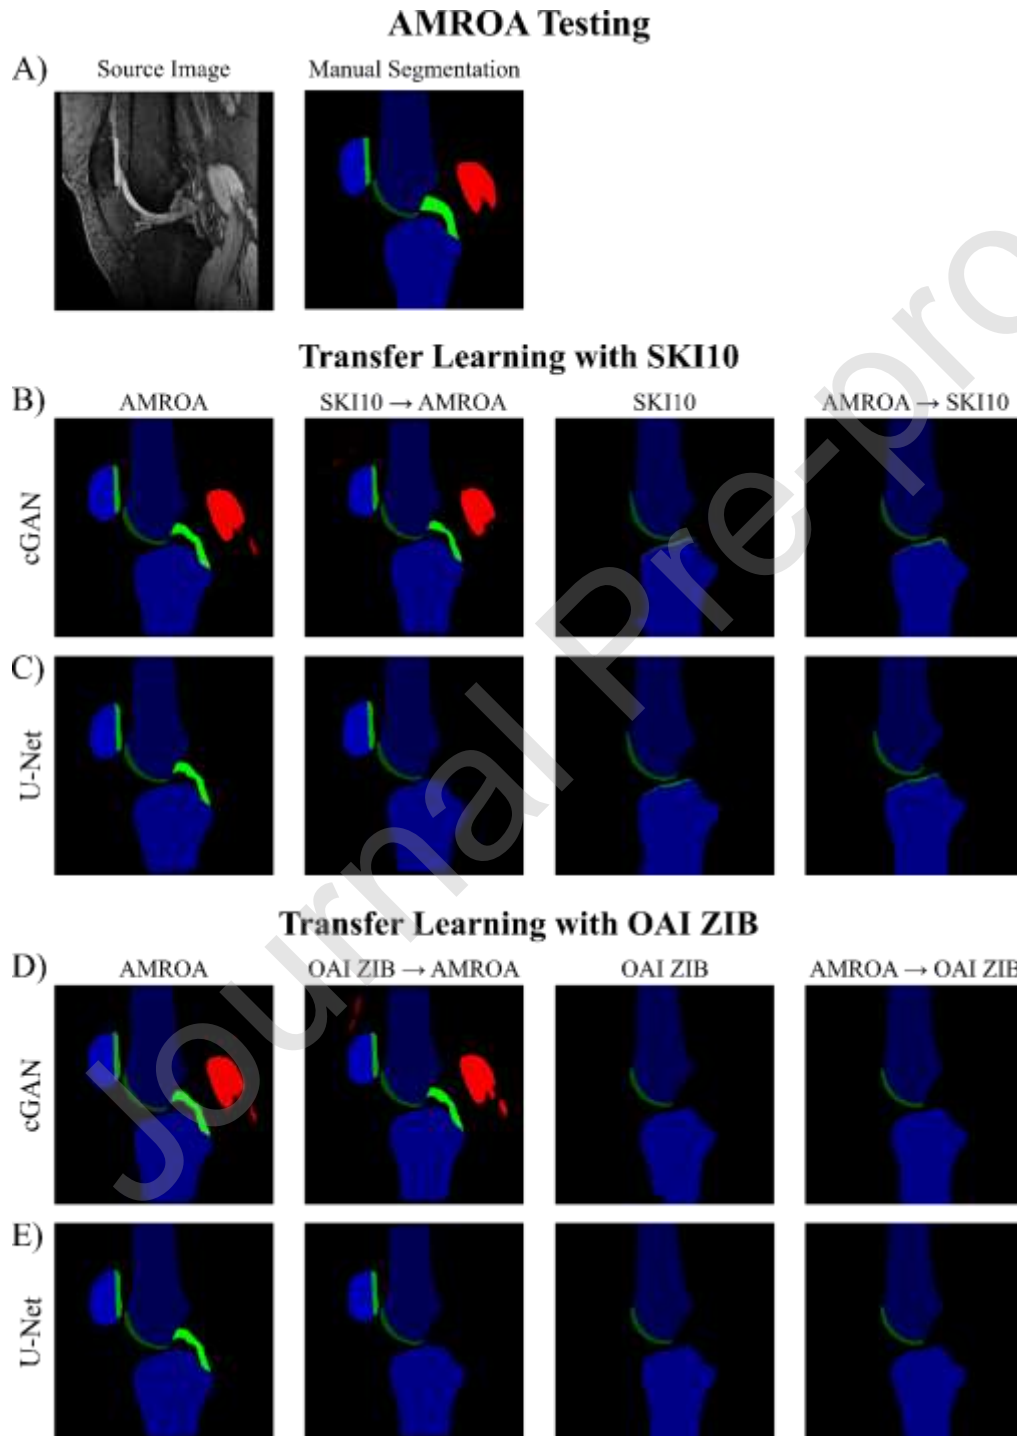 AMROA Testing
A)
Source Image
Manual Segmentation
Transfer Learning with SKI10
B)
AMROA
SKI10 → AMROA
SKI10
AMROA → SKI10
cGAN
C)
U-Net
Transfer Learning with OAI ZIB
D)
AMROA
OAI ZIB → AMROA
OAI ZIB
AMROA → OAI ZIB
cGAN
E)
U-Net
Journal Pre-pro